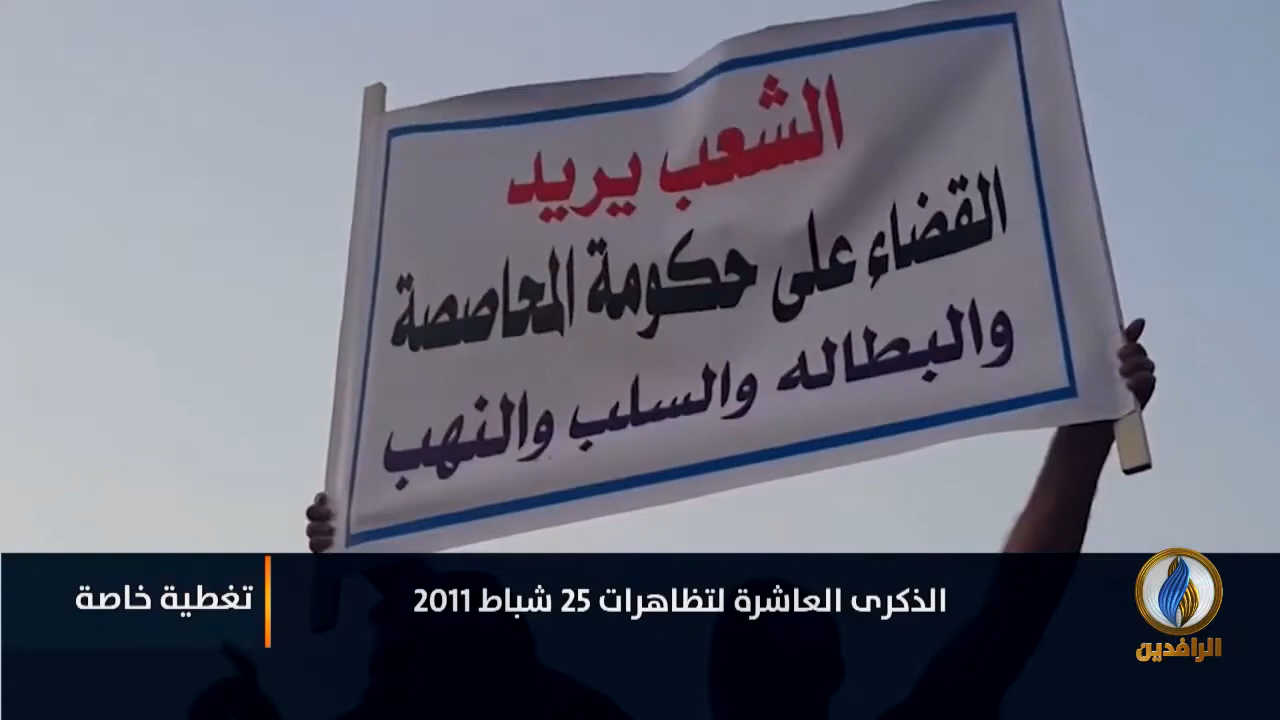 الشعب يريد
القضاء على حكومة المحاصصة
والبطاله والسلب والنهب
الذكرى العاشرة لتظاهرات 25 شباط 2011
تغطية خاصة
الرافدين